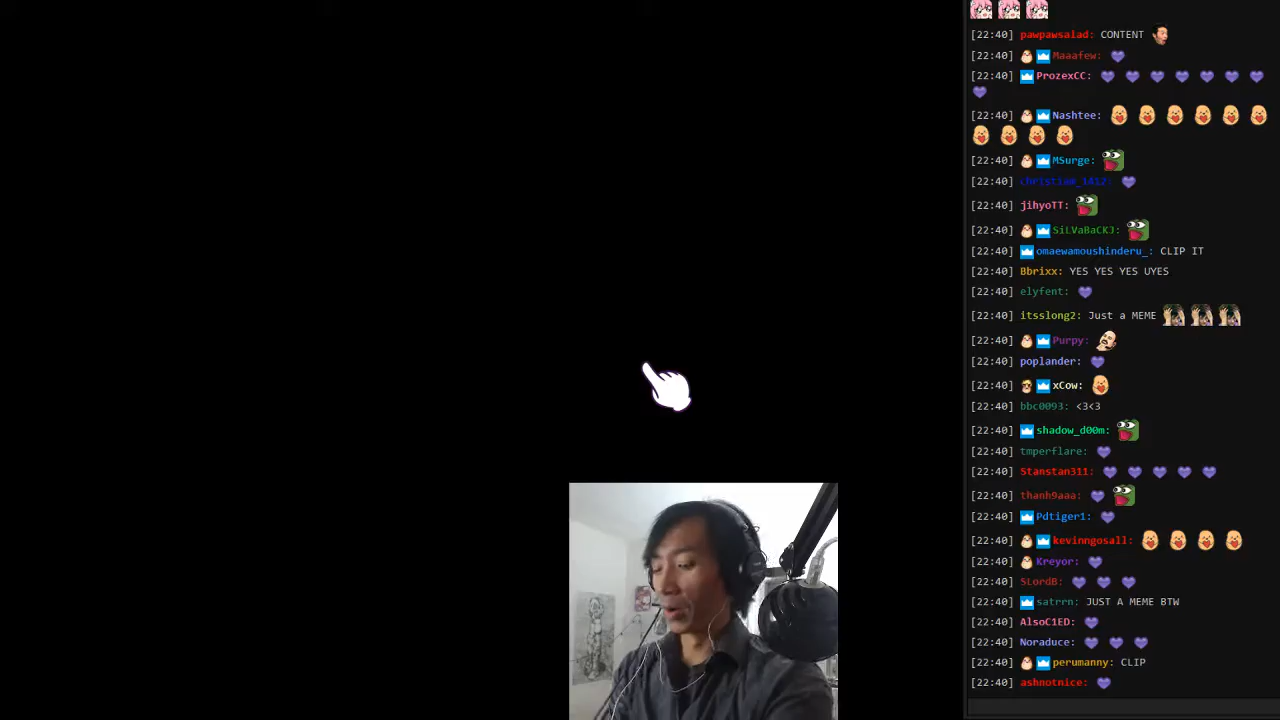 [22:40] pawpawsalad: CONTENT
[22:40] Maaafew:
[22:40] ProzexCC:
[22:40] Nashtee:
[22:40] MSurge:
[22:40] christian_1412:
[22:40] jihyoTT:
[22:40] SiLVaBaCKJ:
[22:40] omaewamoushinderu_: CLIP IT
[22:40] Bbrixx: YES YES YES UYES
[22:40] elyfent:
[22:40] itsslong2: Just a MEME
[22:40] Purpy:
[22:40] poplander:
[22:40] xCow:
[22:40] bbc0093: <3<3
[22:40] shadow_d00m:
[22:40] tmperflare:
[22:40] Stanstan311:
[22:40] thanh9aaa:
[22:40] Pdtiger1:
[22:40] kevinngosall:
[22:40] Kreyor:
[22:40] SLordB:
[22:40] satrrn: JUST A MEME BTW
[22:40] AlsoC1ED:
[22:40] Noraduce:
[22:40] perumanny: CLIP
[22:40] ashnotnice: